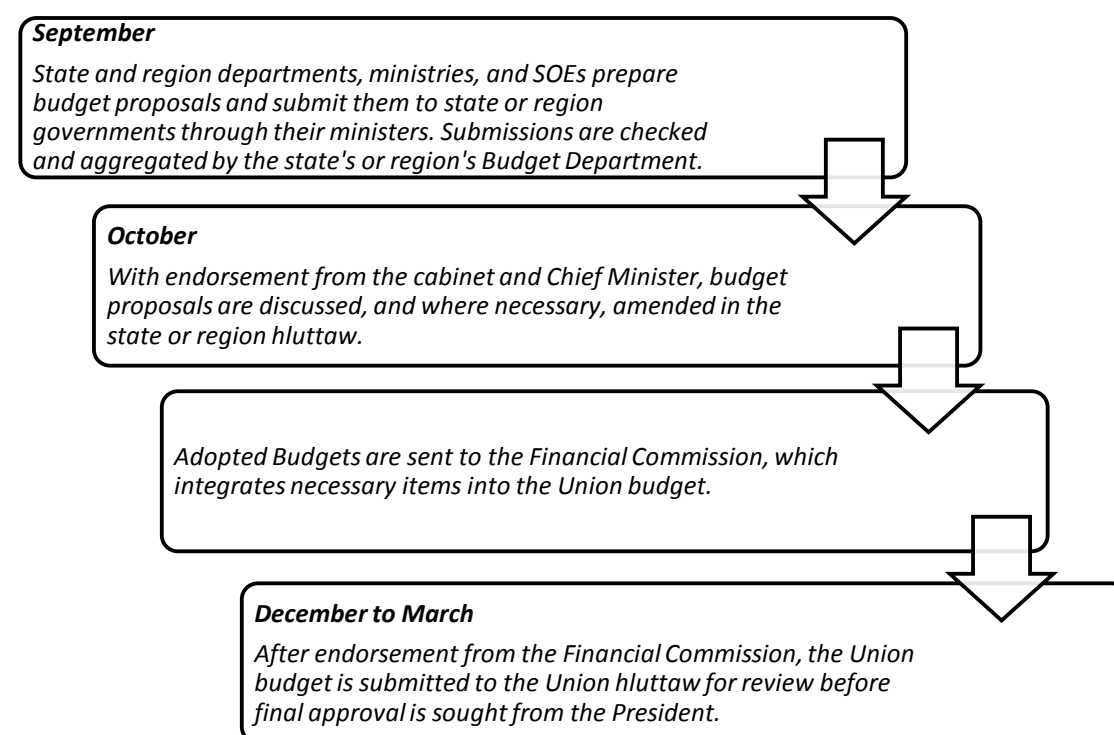 September
State and region departments, ministries, and SOEs prepare
budget proposals and submit them to state or region
governments through their ministers. Submissions are checked
and aggregated by the state's or region's Budget Department.
October
With endorsement from the cabinet and Chief Minister, budget
proposals are discussed, and where necessary, amended in the
state or region hluttaw.
Adopted Budgets are sent to the Financial Commission, which
integrates necessary items into the Union budget.
December to March
After endorsement from the Financial Commission, the Union
budget is submitted to the Union hluttaw for review before
final approval is sought from the President.